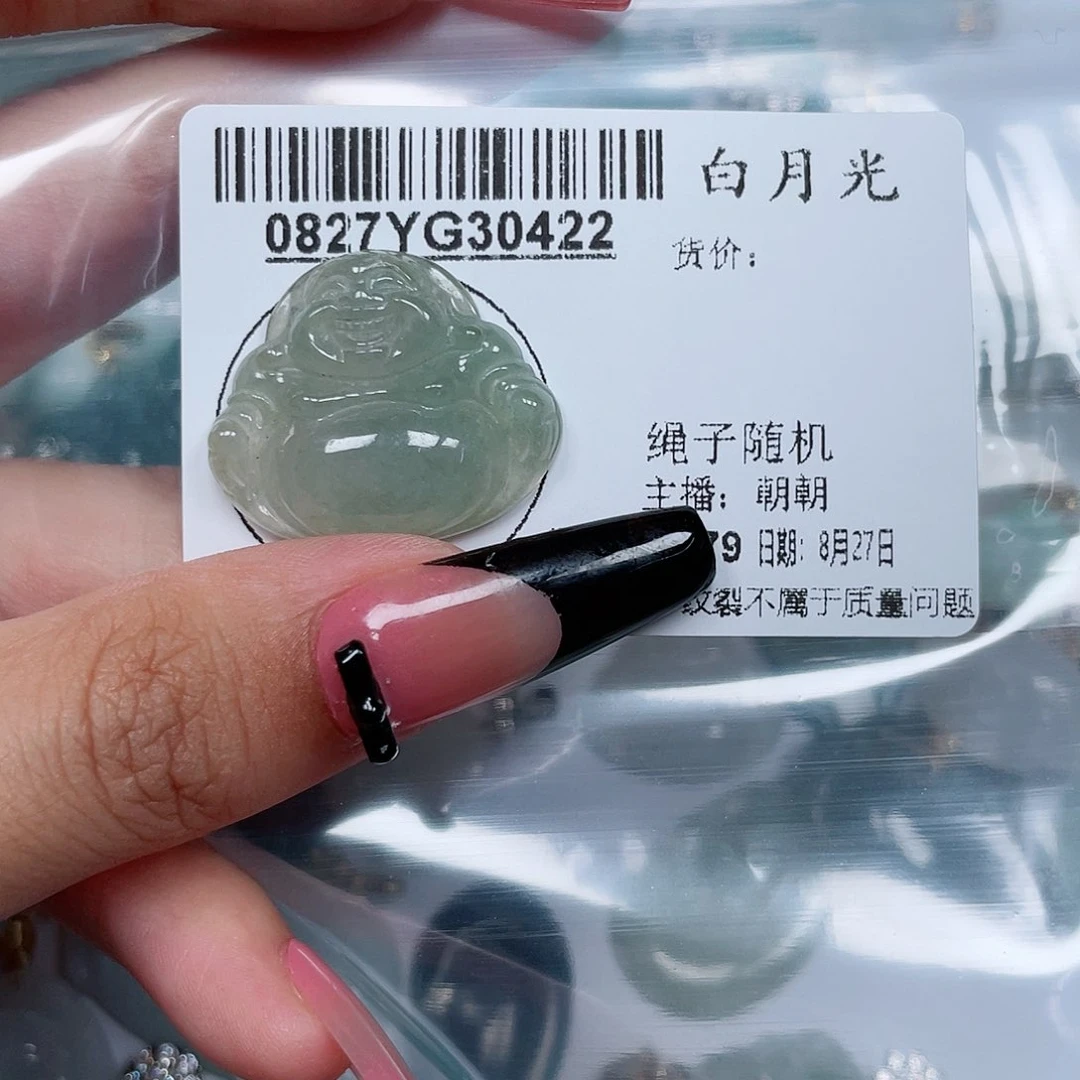 白月光
0827YG30422
货价:
绳子随机
主播: 朝朝
79 日期: 8月27日
纹裂不屬于质量问题